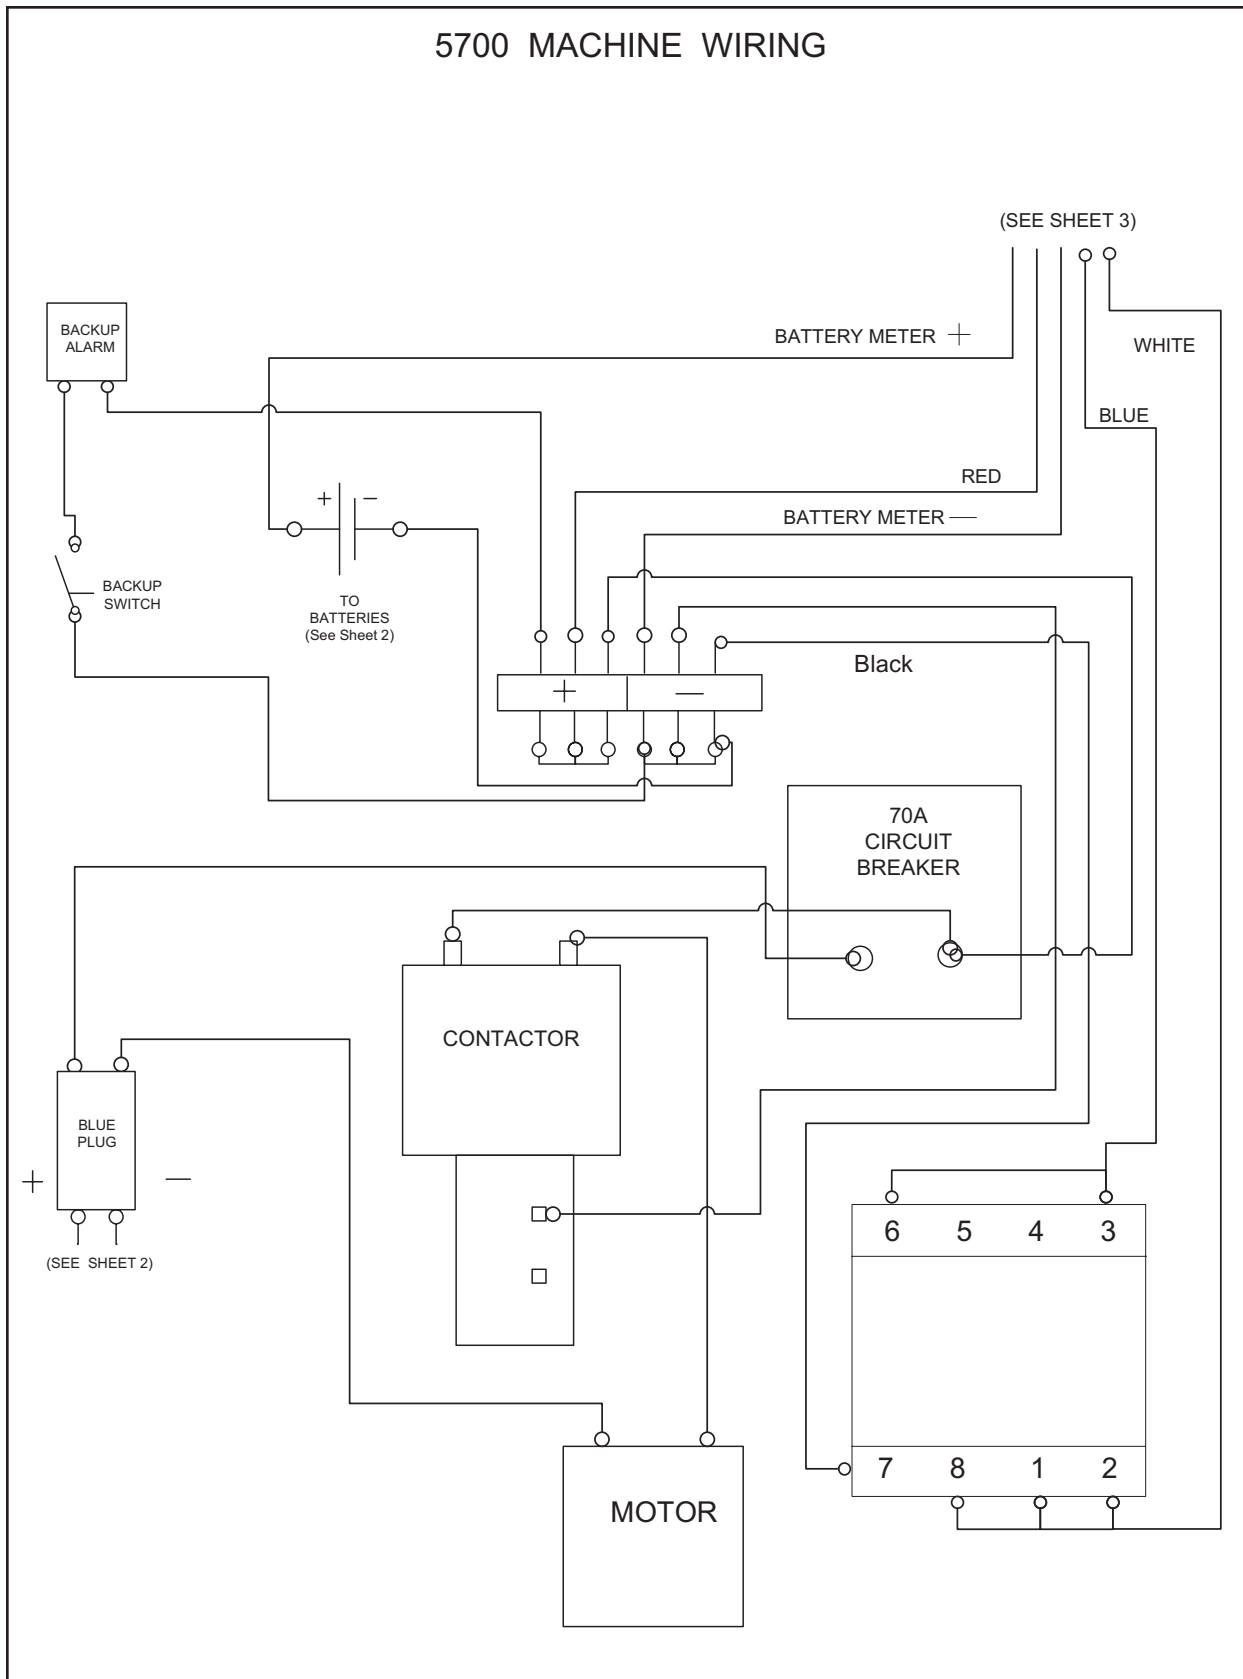 5700 MACHINE WIRING
(SEE SHEET 3)
BACKUP
ALARM
BATTERY METER +
WHITE
BLUE
RED
+ −
BATTERY METER −
BACKUP
SWITCH
TO
BATTERIES
(See Sheet 2)
Black
+ −
70A
CIRCUIT
BREAKER
CONTACTOR
BLUE
PLUG
+ −
(SEE SHEET 2)
6 5 4 3
7 8 1 2
MOTOR